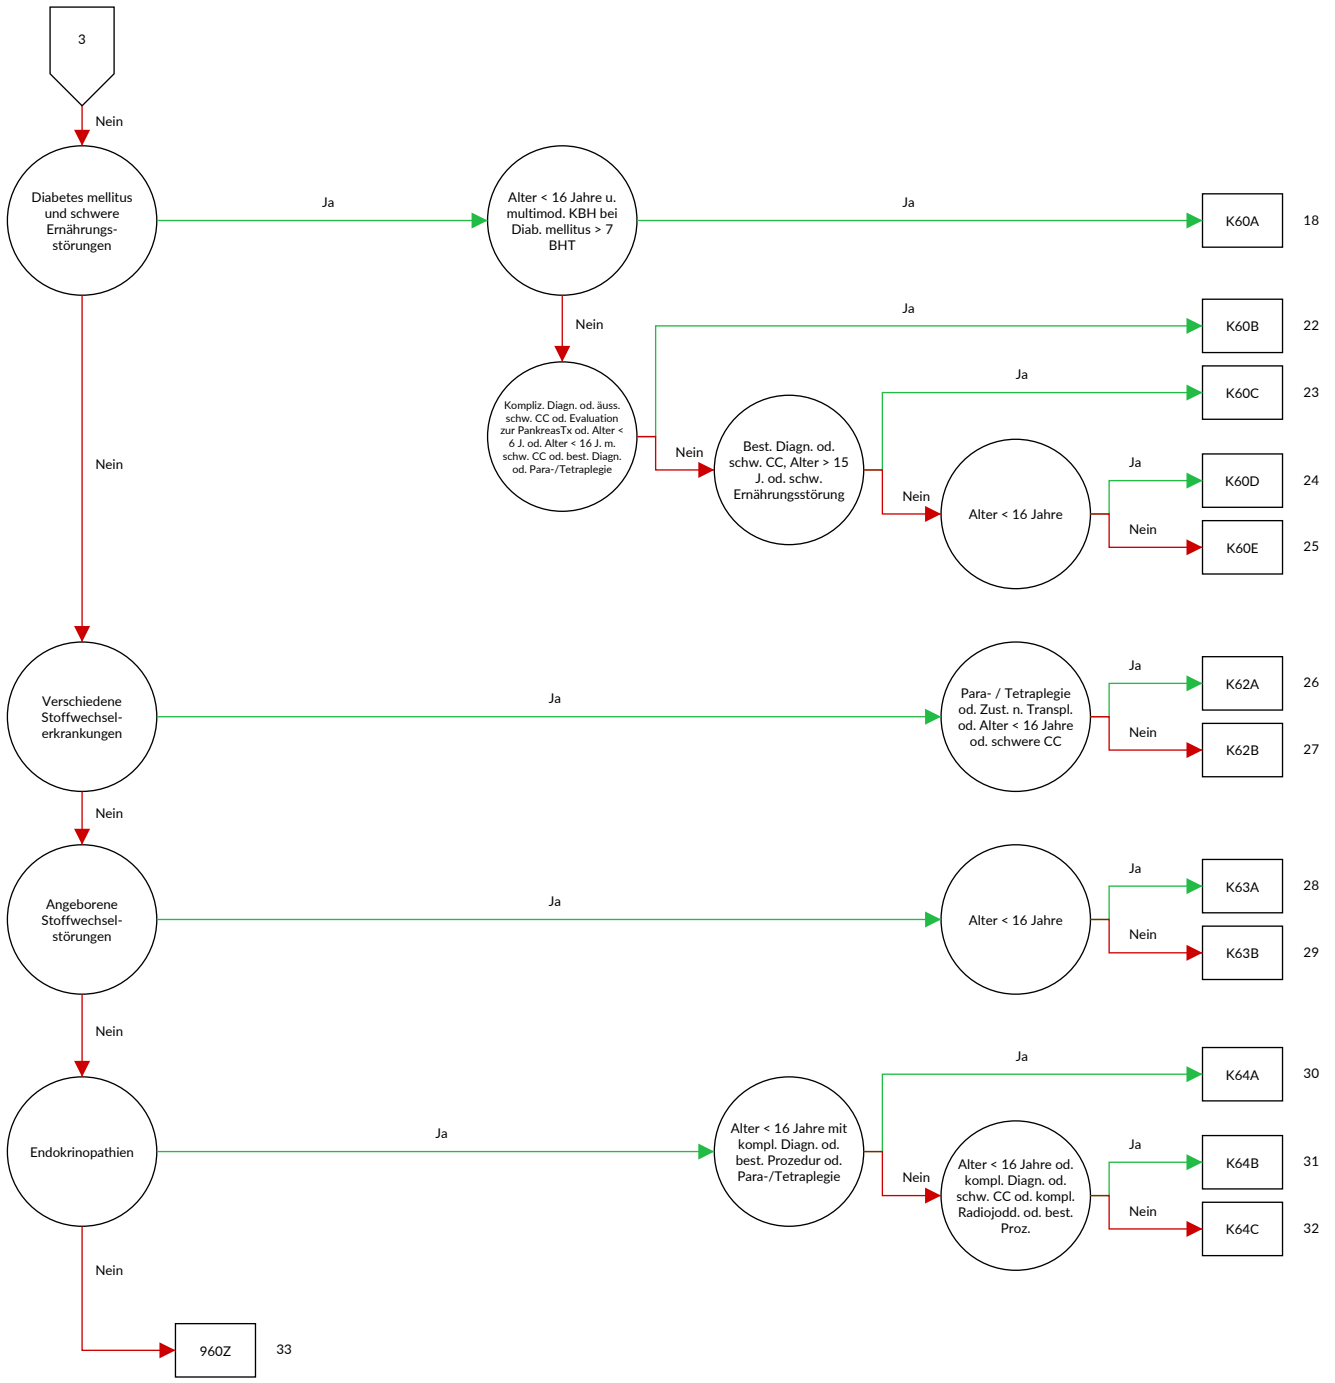 3
Nein
Diabetes mellitus
und schwere
Ernährungs-
störungen
Ja
Alter < 16 Jahre u.
multimod. KBH bei
Diab. mellitus > 7
BHT
Ja
K60A
18
Nein
Ja
K60B
22
Kompliz. Diagn. od. äuss.
schw. CC od. Evaluation
zur PankreasTx od. Alter <
6 J. od. Alter < 16 J. m.
schw. CC od. best. Diagn.
od. Para-/Tetraplegie
Nein
Best. Diagn. od.
schw. CC, Alter > 15
J. od. schw.
Ernährungsstörung
Ja
K60C
23
Nein
Alter < 16 Jahre
Ja
K60D
24
Nein
K60E
25
Nein
Verschiedene
Stoffwechsel-
erkrankungen
Ja
Para- / Tetraplegie
od. Zust. n. Transpl.
od. Alter < 16 Jahre
od. schwere CC
Ja
K62A
26
Nein
K62B
27
Nein
Angeborene
Stoffwechsel-
störungen
Ja
Alter < 16 Jahre
Ja
K63A
28
Nein
K63B
29
Nein
Endokrinopathien
Ja
Alter < 16 Jahre mit
kompl. Diagn. od.
best. Prozedur od.
Para-/Tetraplegie
Ja
K64A
30
Nein
Alter < 16 Jahre od.
kompl. Diagn. od.
schw. CC od. kompl.
Radiojodd. od. best.
Proz.
Ja
K64B
31
Nein
K64C
32
Nein
960Z
33